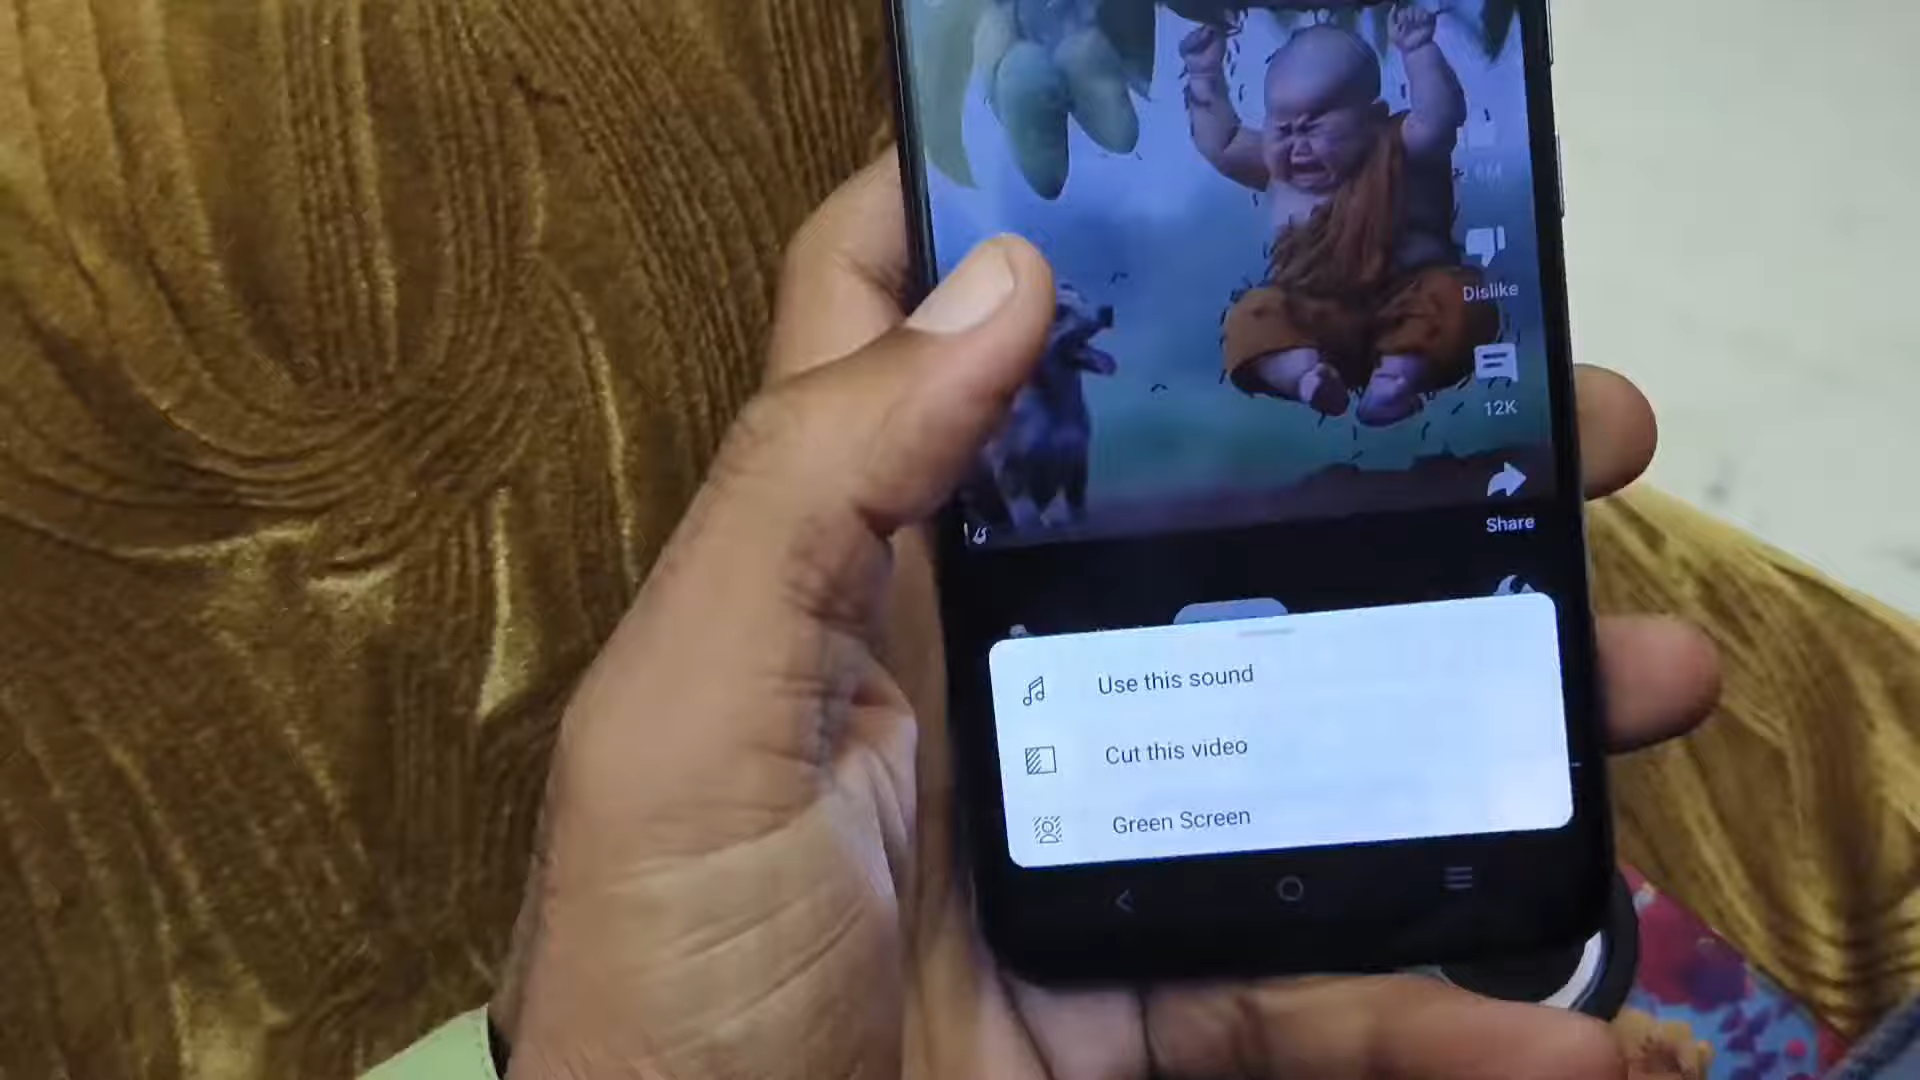 Dislike
12K
Share
Use this sound
Cut this video
Green Screen